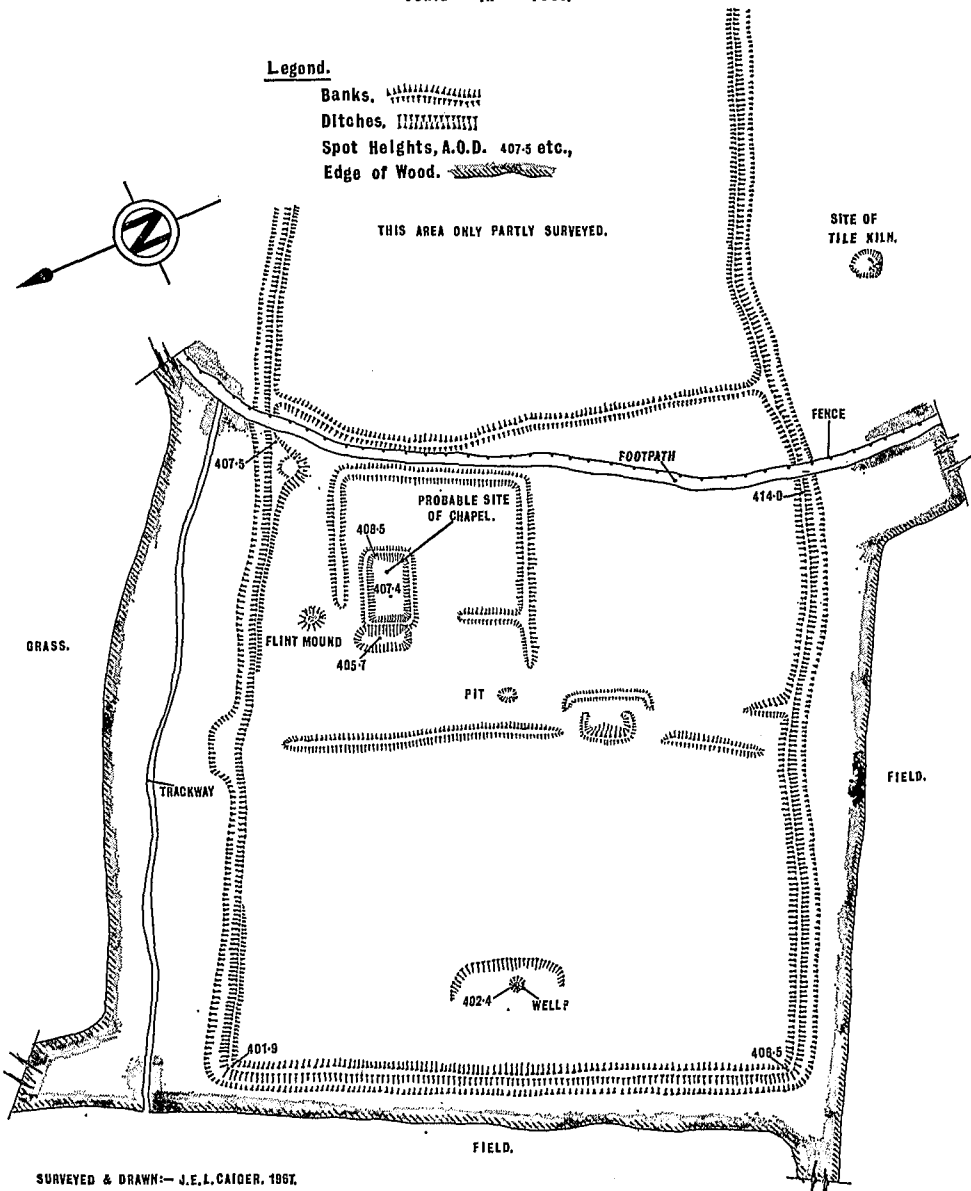 Legond.
Banks.
Ditches.
Spot Heights, A.O.D. 407·5 etc.,
Edge of Wood.
THIS AREA ONLY PARTLY SURVEYED.
SITE OF
TILE KILN.
N
FENCE
FOOTPATH
407·5
414·0
PROBABLE SITE
OF CHAPEL.
408·5
407·4
FLINT MOUND
405·7
GRASS.
PIT
TRACKWAY
FIELD.
402·4
WELL?
401·9
408·5
FIELD.
SURVEYED & DRAWN:– J.E.L. CAIGER. 1967.